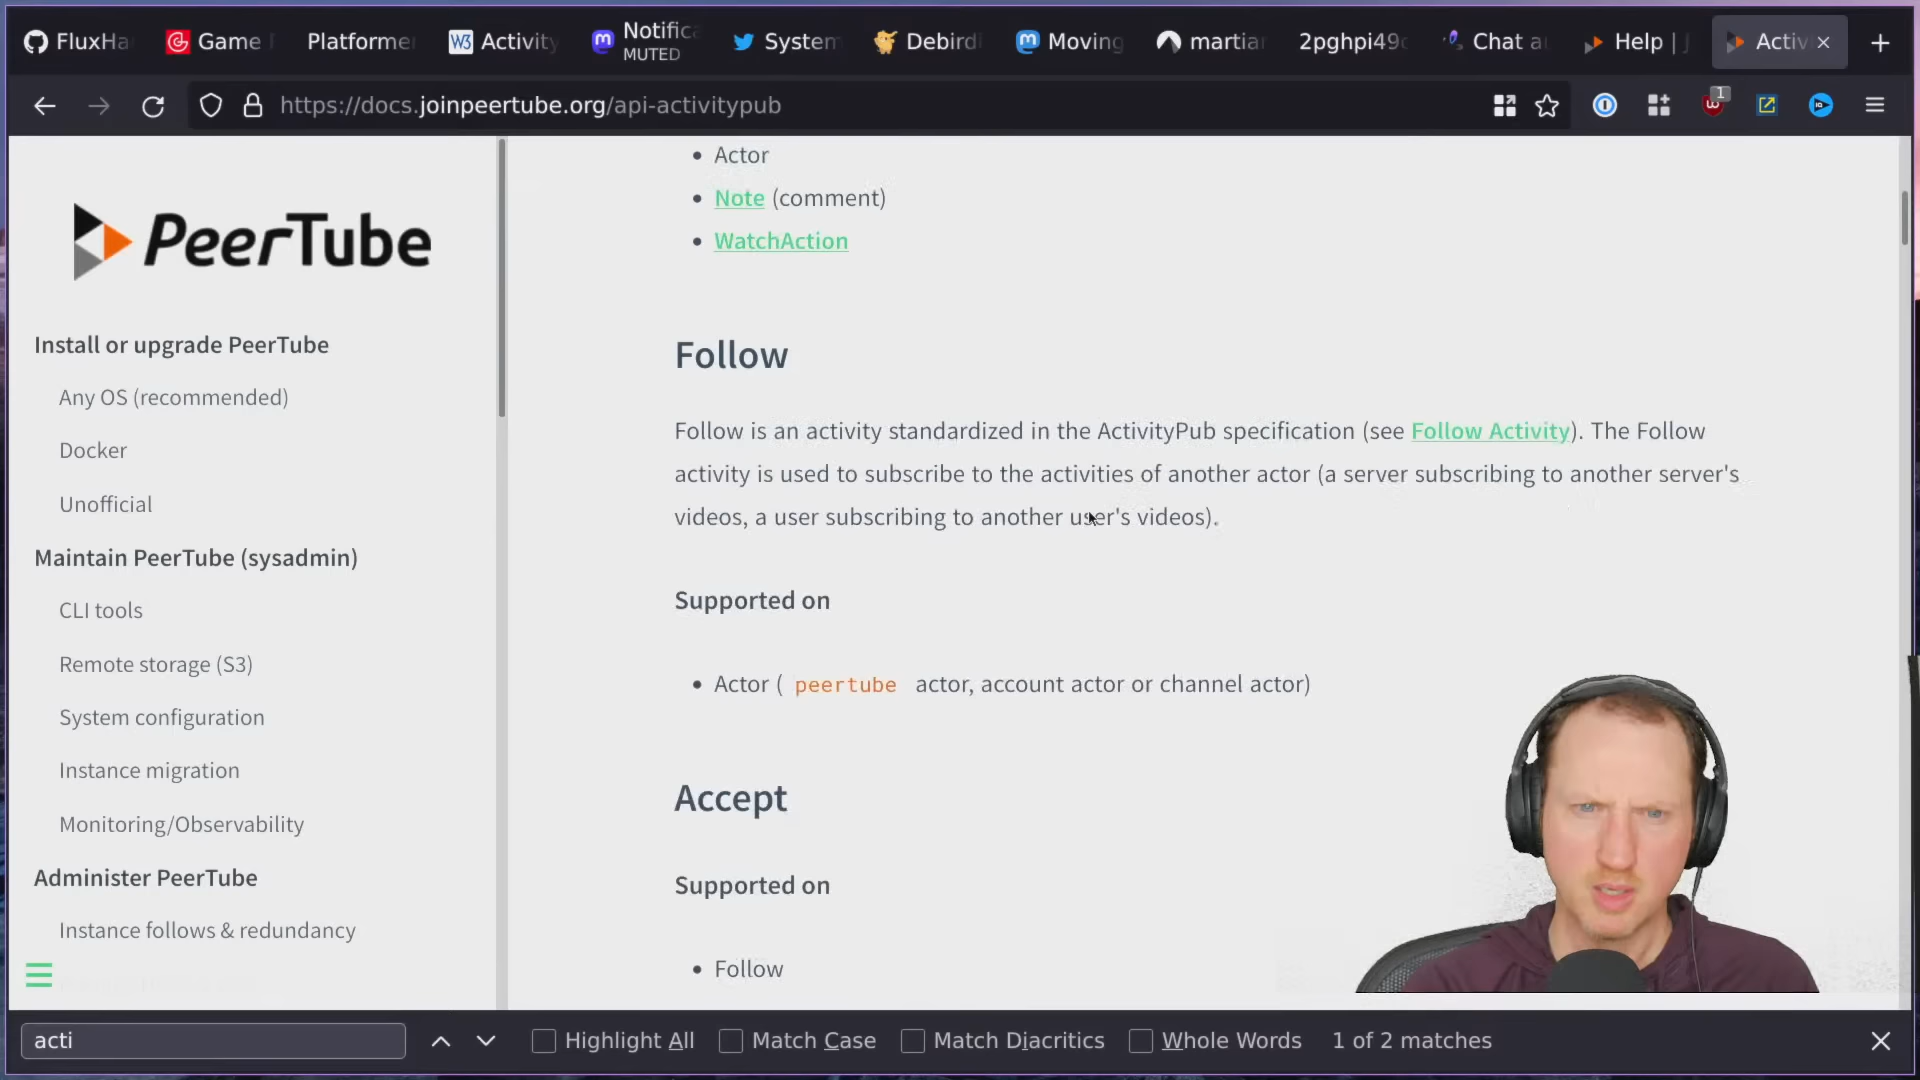 FluxHa
Game
Platforme
Activity
Notific
MUTED
System
Debird
Moving
martia
2pghpi49
Chat a
Help |
Activ
https://docs.joinpeertube.org/api-activitypub
1
PeerTube
Install or upgrade PeerTube
Any OS (recommended)
Docker
Unofficial
Maintain PeerTube (sysadmin)
CLI tools
Remote storage (S3)
System configuration
Instance migration
Monitoring/Observability
Administer PeerTube
Instance follows & redundancy
• Actor
• Note (comment)
• WatchAction
Follow
Follow is an activity standardized in the ActivityPub specification (see Follow Activity). The Follow
activity is used to subscribe to the activities of another actor (a server subscribing to another server's
videos, a user subscribing to another user's videos).
Supported on
• Actor ( peertube actor, account actor or channel actor)
Accept
Supported on
• Follow
acti
Highlight All
Match Case
Match Diacritics
Whole Words
1 of 2 matches